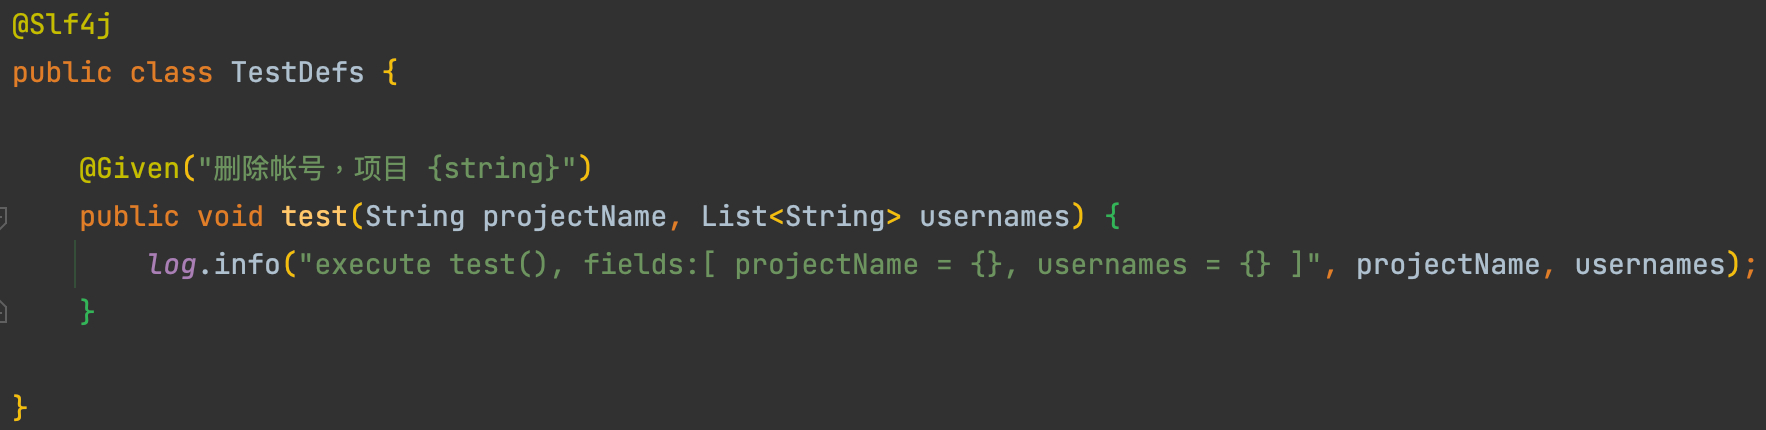 @Slf4j
public class TestDefs {
@Given("删除帐号，项目 {string}")
public void test(String projectName, List<String> usernames) {
log.info("execute test(), fields:[ projectName = {}, usernames = {} ]", projectName, usernames);
}
}